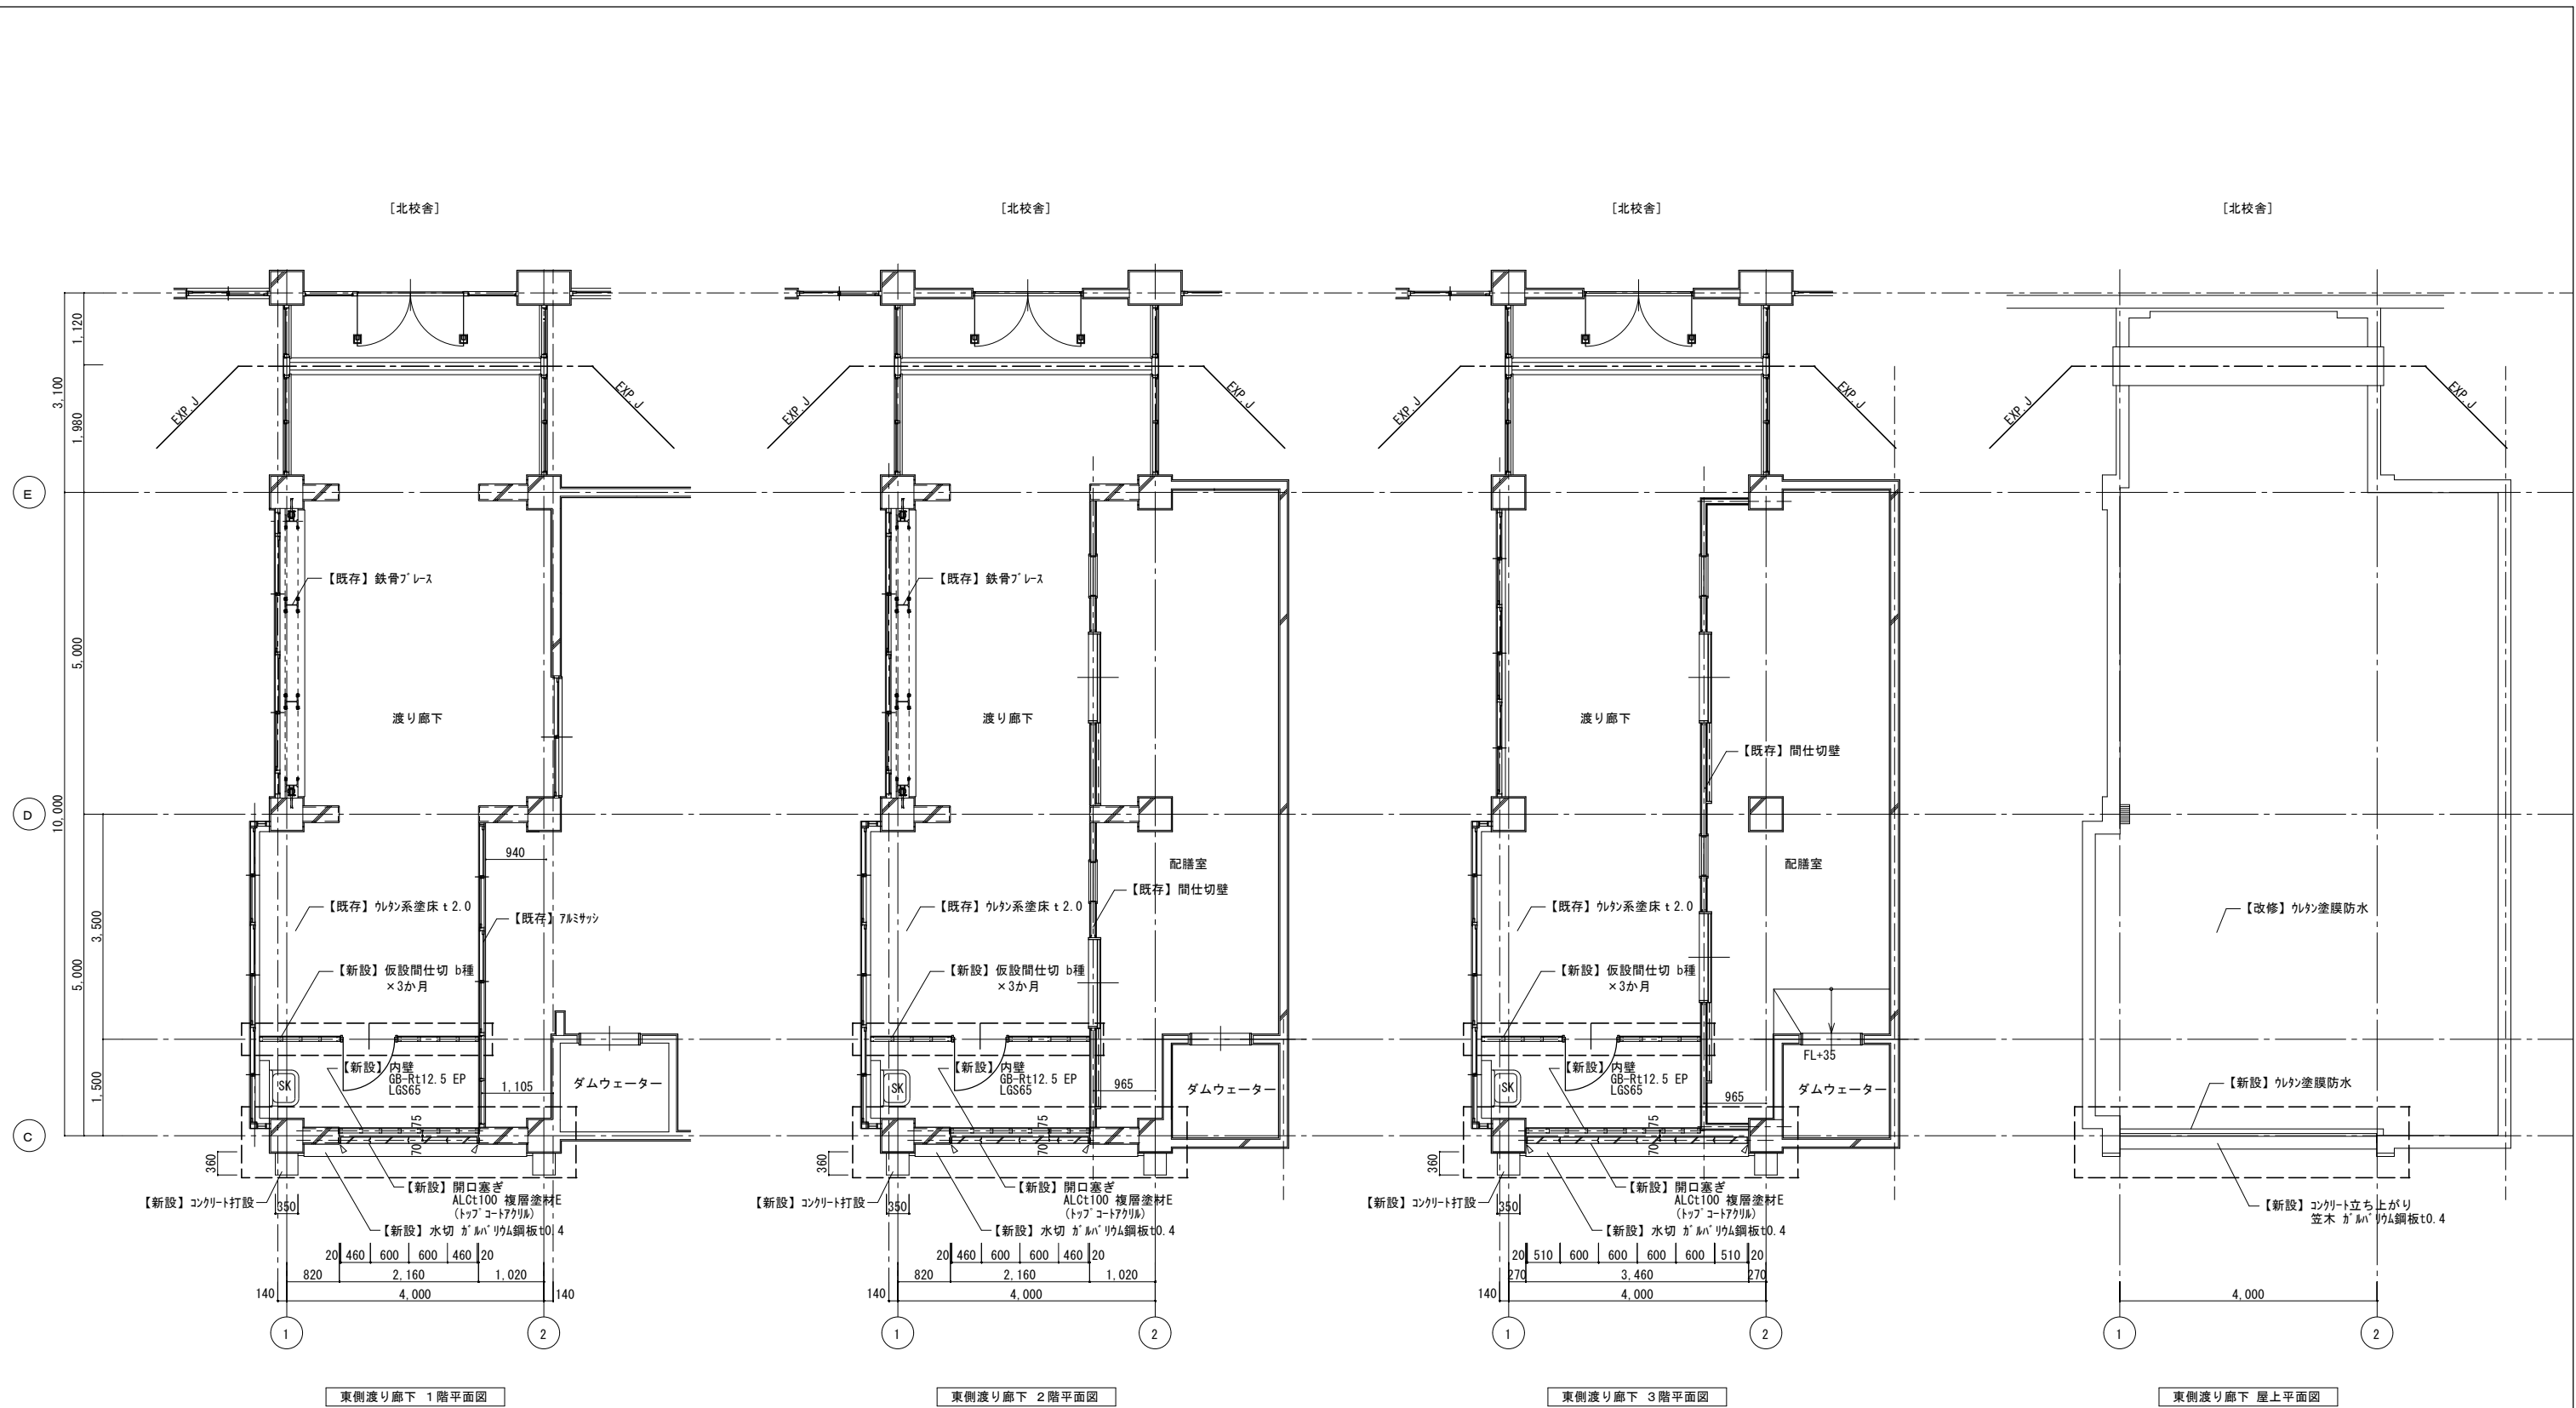 [北校舎]
[北校舎]
[北校舎]
[北校舎]
1,120
3,100
1,980
E
5,000
10,000
D
3,500
5,000
1,500
C
EXP.J
EXP.J
【既存】鉄骨ﾌﾞﾚｰｽ
渡り廊下
940
【既存】ｳﾚﾀﾝ系塗床 t 2.0
【既存】ｱﾙﾐｻｯｼ
【新設】仮設間仕切 b種
×3か月
【新設】内壁
GB-Rt12.5 EP
LGS65
SK
1,105
ダムウェーター
75
70
360
【新設】ｺﾝｸﾘｰﾄ打設
350
【新設】開口塞ぎ
ALCt100 複層塗材E
(ﾄｯﾌﾟｺｰﾄｱｸﾘﾙ)
【新設】水切 ｶﾞﾙﾊﾞﾘｳﾑ鋼板t0.4
20 460 600 600 460 20
820 2,160 1,020
140 4,000 140
1 2
東側渡り廊下 1階平面図
EXP.J
EXP.J
【既存】鉄骨ﾌﾞﾚｰｽ
渡り廊下
配膳室
【既存】間仕切壁
【既存】ｳﾚﾀﾝ系塗床 t 2.0
【新設】仮設間仕切 b種
×3か月
【新設】内壁
GB-Rt12.5 EP
LGS65
SK
965
ダムウェーター
75
70
360
【新設】ｺﾝｸﾘｰﾄ打設
350
【新設】開口塞ぎ
ALCt100 複層塗材E
(ﾄｯﾌﾟｺｰﾄｱｸﾘﾙ)
【新設】水切 ｶﾞﾙﾊﾞﾘｳﾑ鋼板t0.4
20 460 600 600 460 20
820 2,160 1,020
140 4,000
1 2
東側渡り廊下 2階平面図
EXP.J
EXP.J
渡り廊下
【既存】間仕切壁
配膳室
【既存】ｳﾚﾀﾝ系塗床 t 2.0
【新設】仮設間仕切 b種
×3か月
FL+35
【新設】内壁
GB-Rt12.5 EP
LGS65
SK
965
ダムウェーター
75
70
360
【新設】ｺﾝｸﾘｰﾄ打設
350
【新設】開口塞ぎ
ALCt100 複層塗材E
(ﾄｯﾌﾟｺｰﾄｱｸﾘﾙ)
【新設】水切 ｶﾞﾙﾊﾞﾘｳﾑ鋼板t0.4
20 510 600 600 600 600 510 20
270 3,460 270
140 4,000
1 2
東側渡り廊下 3階平面図
EXP.J
EXP.J
【改修】ｳﾚﾀﾝ塗膜防水
【新設】ｳﾚﾀﾝ塗膜防水
【新設】ｺﾝｸﾘｰﾄ立ち上がり
笠木 ｶﾞﾙﾊﾞﾘｳﾑ鋼板t0.4
4,000
1 2
東側渡り廊下 屋上平面図